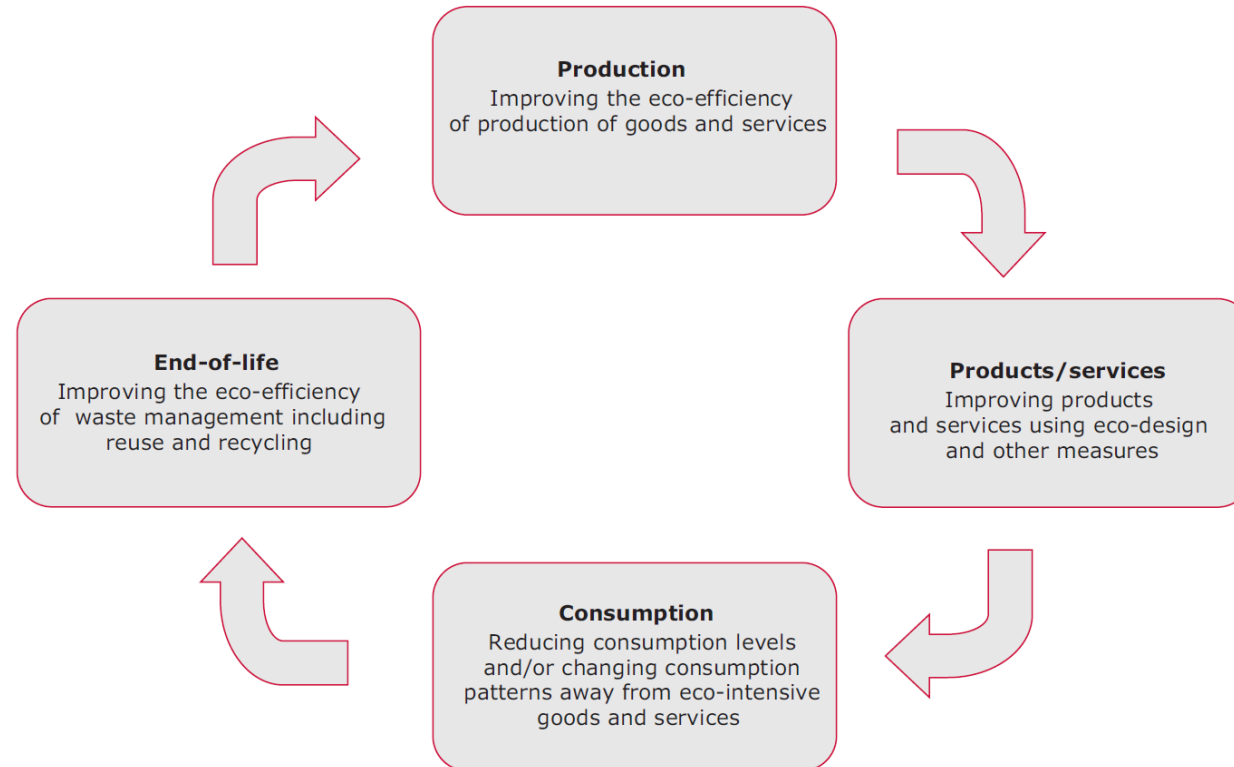 Production
Improving the eco-efficiency
of production of goods and services
End-of-life
Improving the eco-efficiency
of waste management including
reuse and recycling
Products/services
Improving products
and services using eco-design
and other measures
Consumption
Reducing consumption levels
and/or changing consumption
patterns away from eco-intensive
goods and services